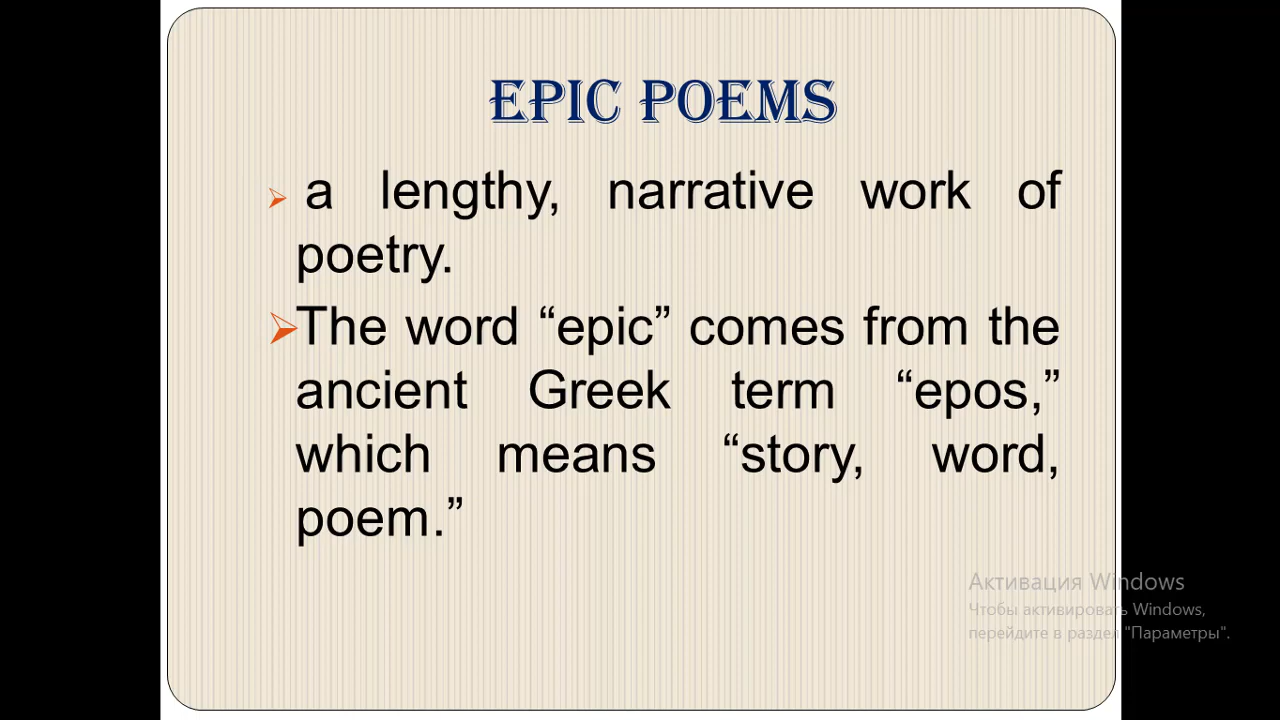 EPIC POEMS
a lengthy, narrative work of
poetry.
The word “epic” comes from the
ancient Greek term “epos,”
which means “story, word,
poem.”
Активация Windows
Чтобы активировать Windows,
перейдите в раздел "Параметры".